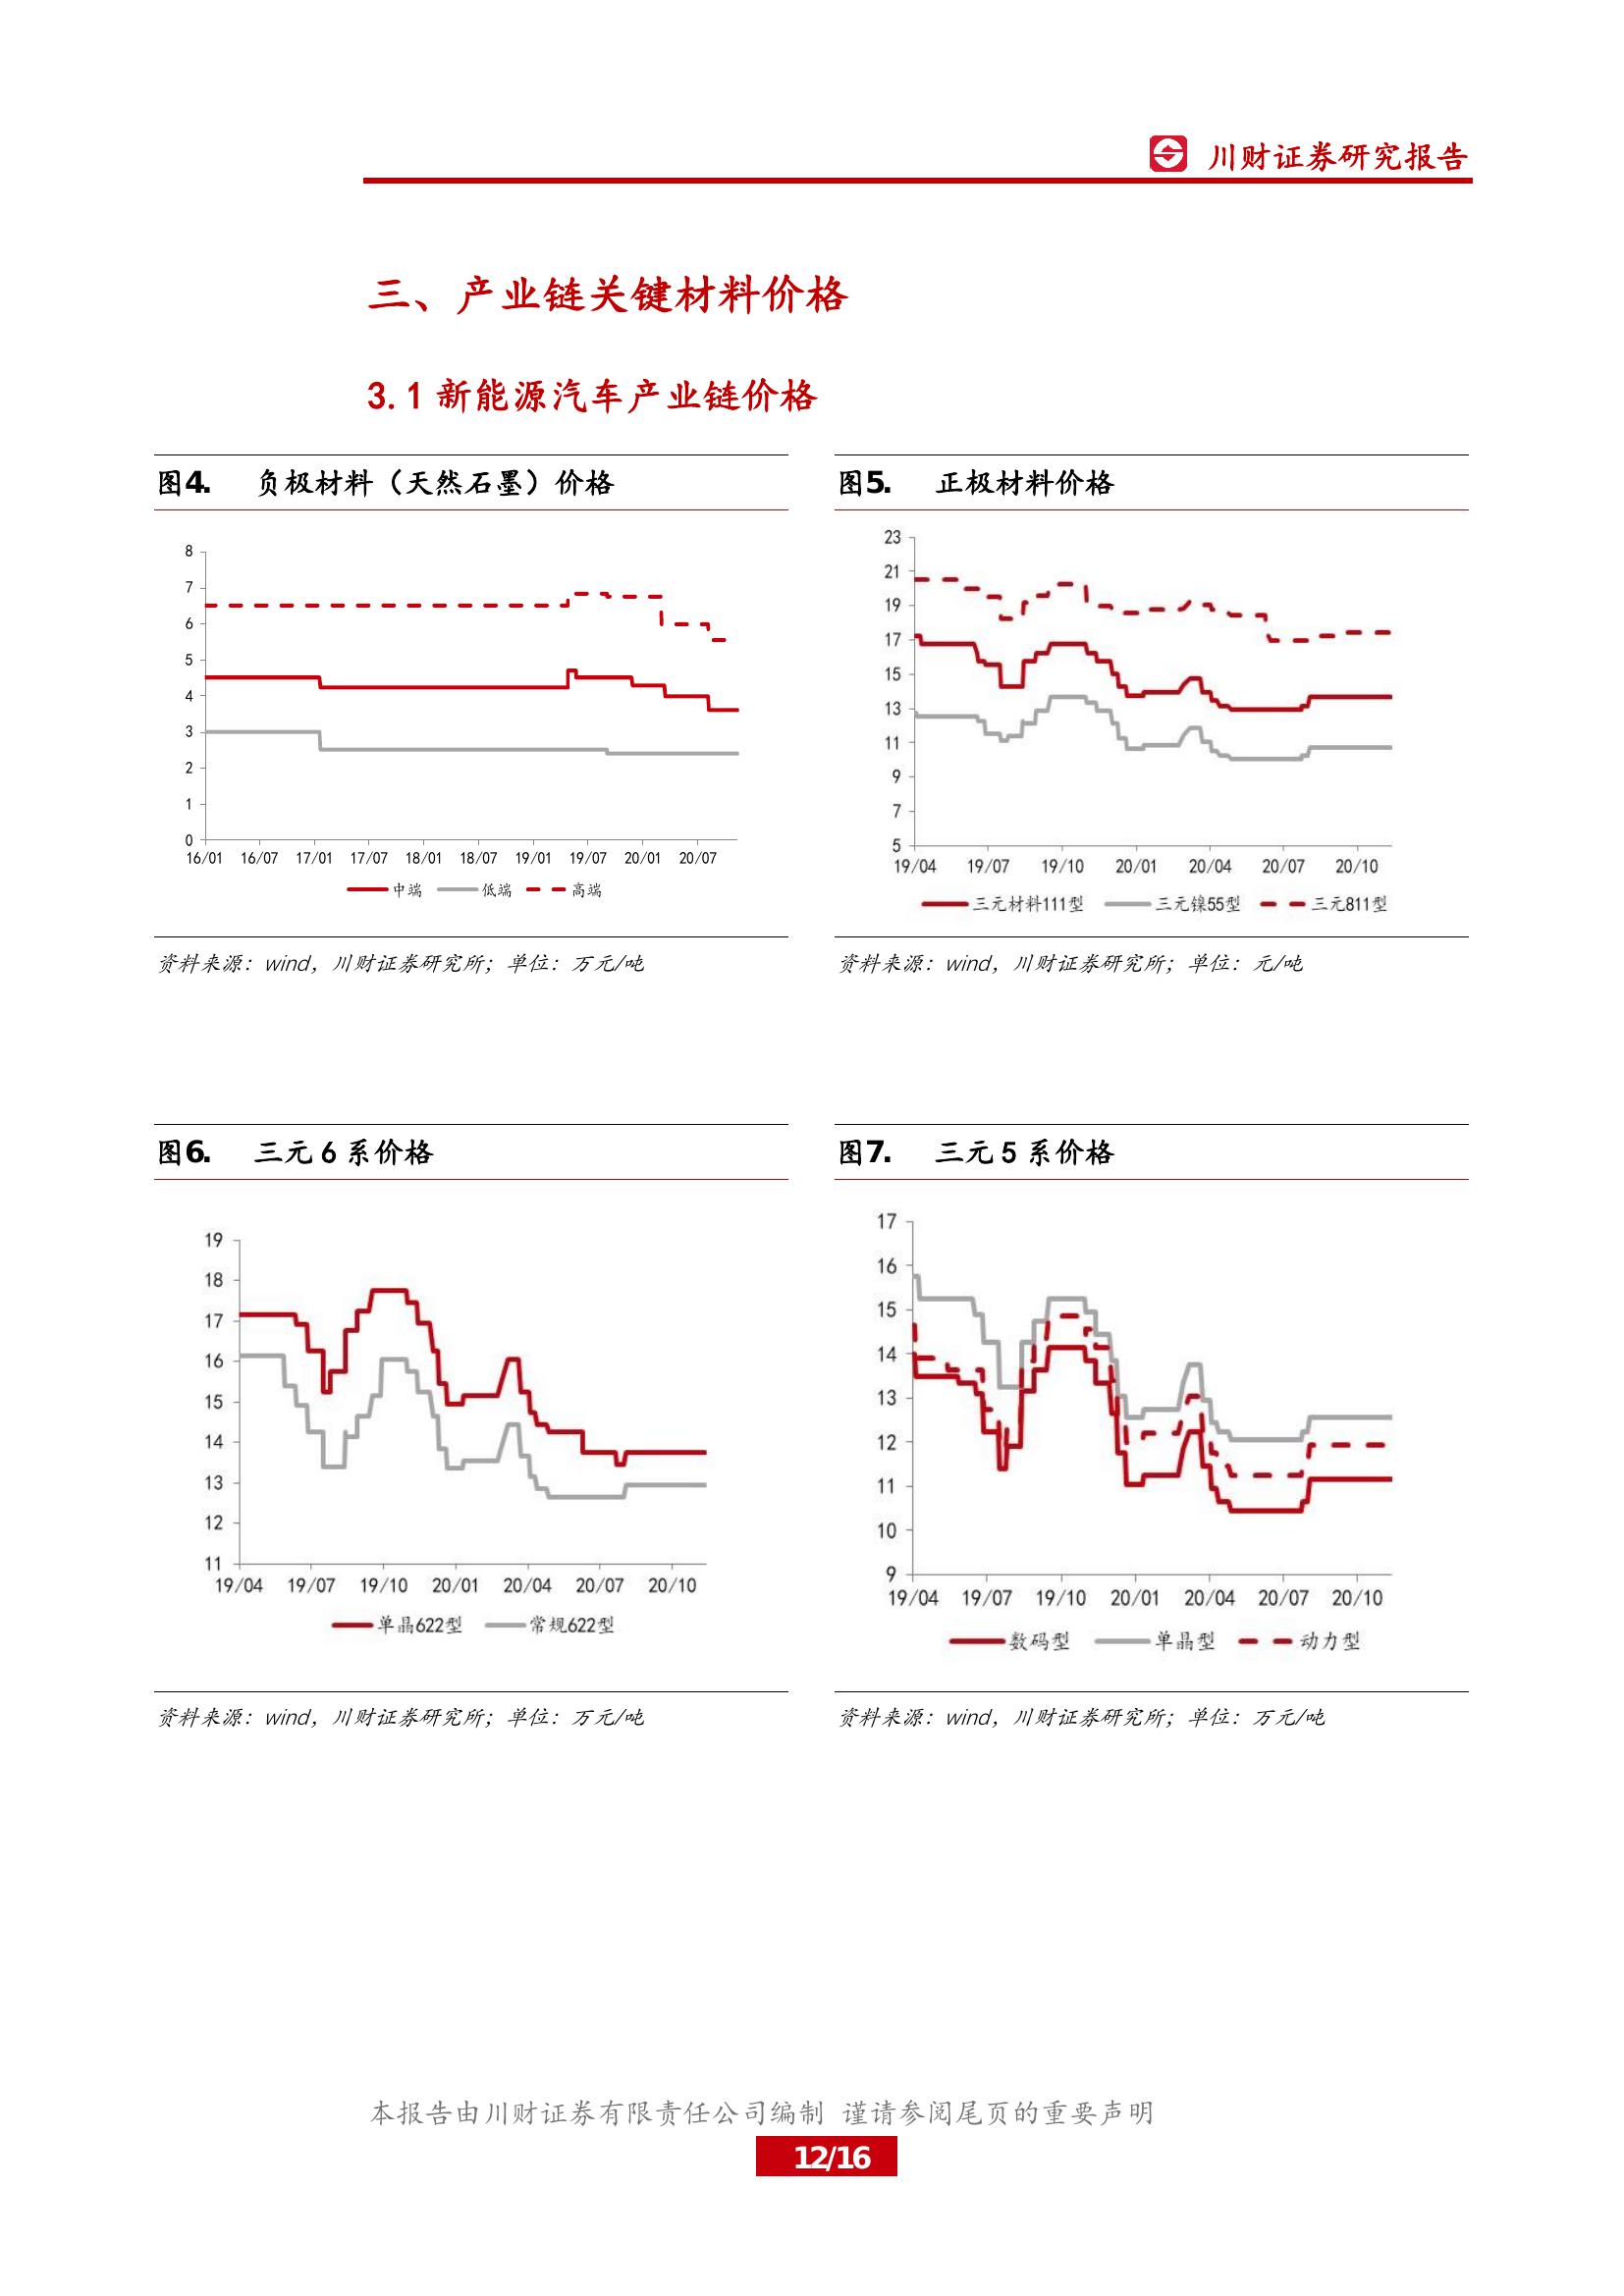 川财证券研究报告
三、产业链关键材料价格
3.1 新能源汽车产业链价格
图4. 负极材料（天然石墨）价格
8
7
6
5
4
3
2
1
0
16/01 16/07 17/01 17/07 18/01 18/07 19/01 19/07 20/01 20/07
中端 低端 高端
资料来源：wind，川财证券研究所；单位：万元/吨
图5. 正极材料价格
23
21
19
17
15
13
11
9
7
5
19/04 19/07 19/10 20/01 20/04 20/07 20/10
三元材料111型 三元镍55型 三元811型
资料来源：wind，川财证券研究所；单位：元/吨
图6. 三元 6 系价格
19
18
17
16
15
14
13
12
11
19/04 19/07 19/10 20/01 20/04 20/07 20/10
单晶622型 常规622型
资料来源：wind，川财证券研究所；单位：万元/吨
图7. 三元 5 系价格
17
16
15
14
13
12
11
10
9
19/04 19/07 19/10 20/01 20/04 20/07 20/10
数码型 单晶型 动力型
资料来源：wind，川财证券研究所；单位：万元/吨
本报告由川财证券有限责任公司编制 谨请参阅尾页的重要声明
12/16